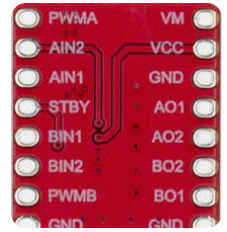 PWMA VM
AIN2 VCC
AIN1 GND
STBY AO1
BIN1 AO2
BIN2 BO2
PWMB BO1
GND GND